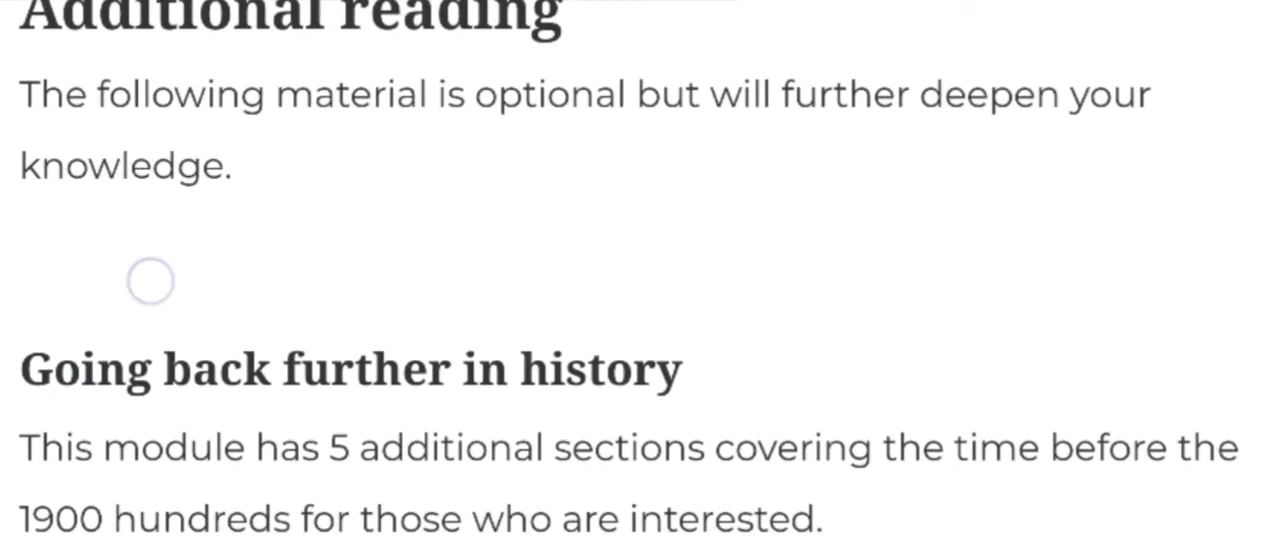 Additional reading
The following material is optional but will further deepen your
knowledge.
Going back further in history
This module has 5 additional sections covering the time before the
1900 hundreds for those who are interested.